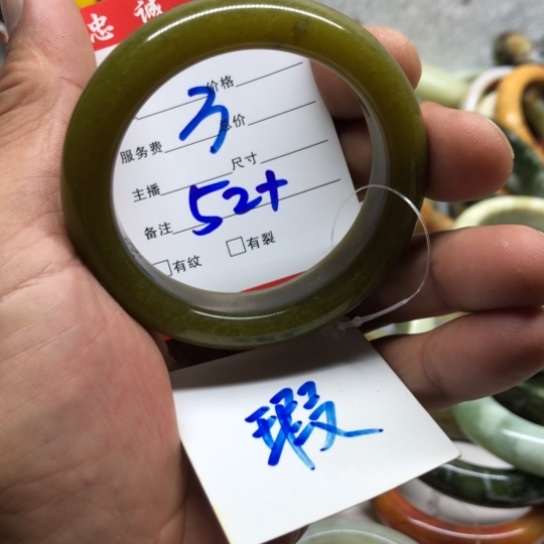 忠诚
价格
3
服务费 总价
主播 尺寸
52+
备注
□有纹 □有裂
瑕